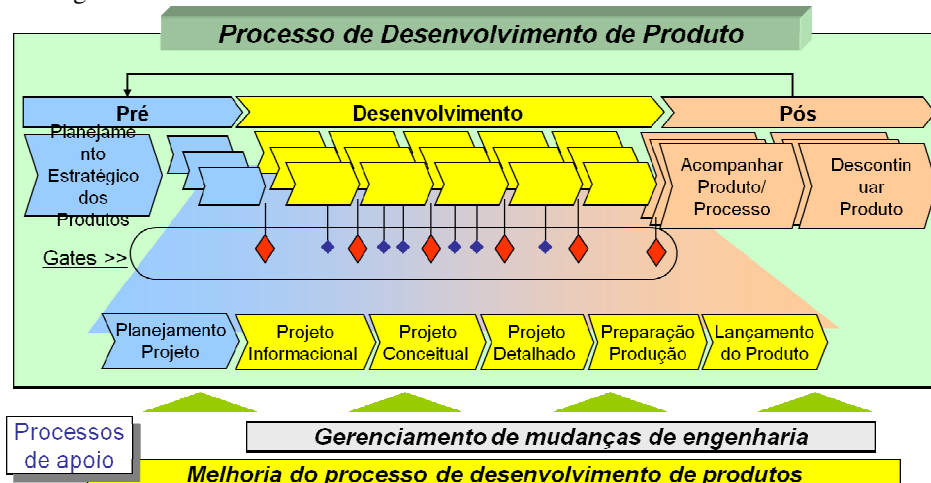 Processo de Desenvolvimento de Produto
Pré
Desenvolvimento
Pós
Planejame
nto
Estratégico
dos
Produtos
Acompanhar
Produto/
Processo
Descontin
uar
Produto
Gates >>
Planejamento
Projeto
Projeto
Informacional
Projeto
Conceitual
Projeto
Detalhado
Preparação
Produção
Lançamento
do Produto
Processos
de apoio
Gerenciamento de mudanças de engenharia
Melhoria do processo de desenvolvimento de produtos